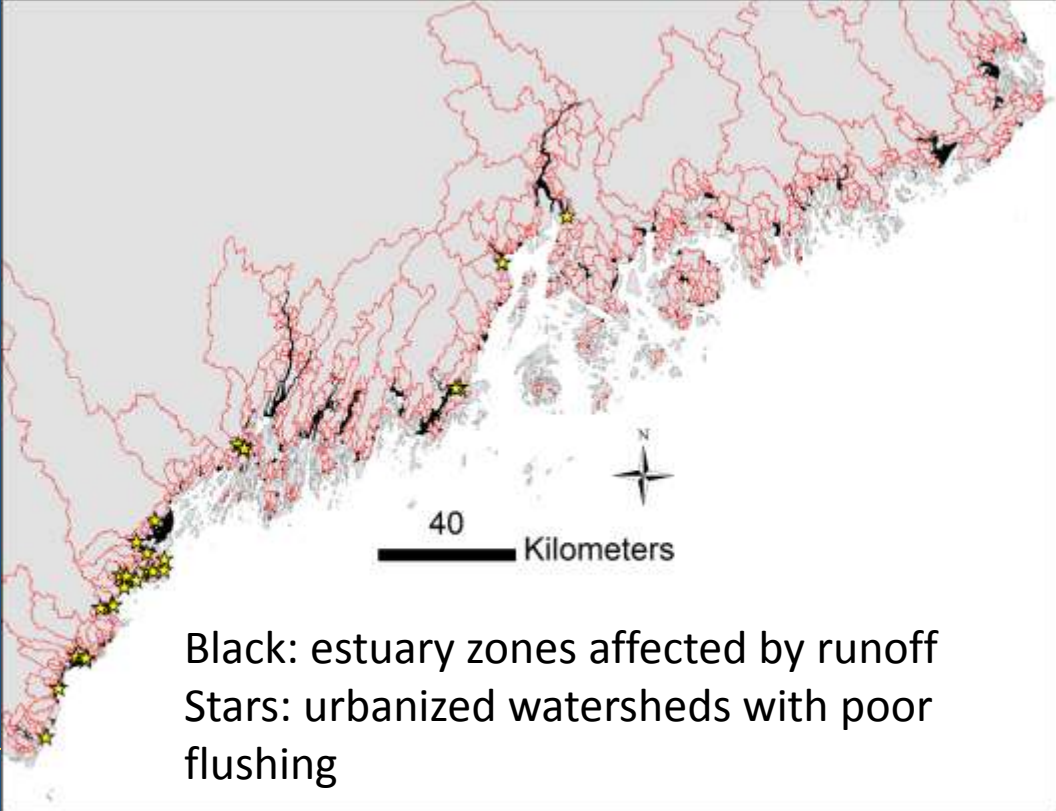 N
40
Kilometers
Black: estuary zones affected by runoff
Stars: urbanized watersheds with poor
flushing